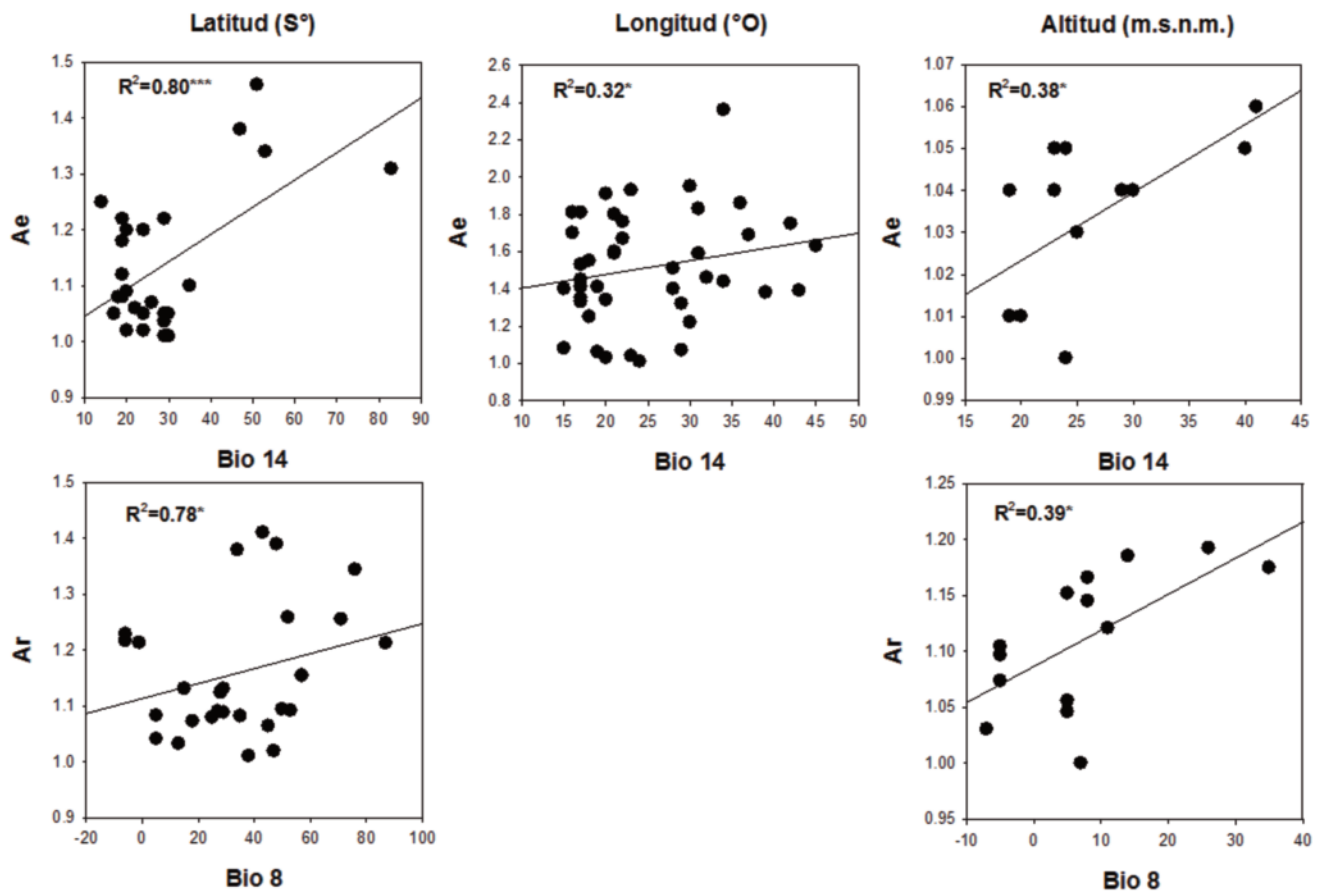 Latitud (S°)
Longitud (°O)
Altitud (m.s.n.m.)
R²=0.80***
Ae
1.5
1.4
1.3
1.2
1.1
1.0
0.9
10 20 30 40 50 60 70 80 90
Bio 14
R²=0.32*
Ae
2.6
2.4
2.2
2.0
1.8
1.6
1.4
1.2
1.0
0.8
10 15 20 25 30 35 40 45 50
Bio 14
R²=0.38*
Ae
1.07
1.06
1.05
1.04
1.03
1.02
1.01
1.00
0.99
15 20 25 30 35 40 45
Bio 14
R²=0.78*
Ar
1.5
1.4
1.3
1.2
1.1
1.0
0.9
-20 0 20 40 60 80 100
Bio 8
R²=0.39*
Ar
1.25
1.20
1.15
1.10
1.05
1.00
0.95
-10 0 10 20 30 40
Bio 8